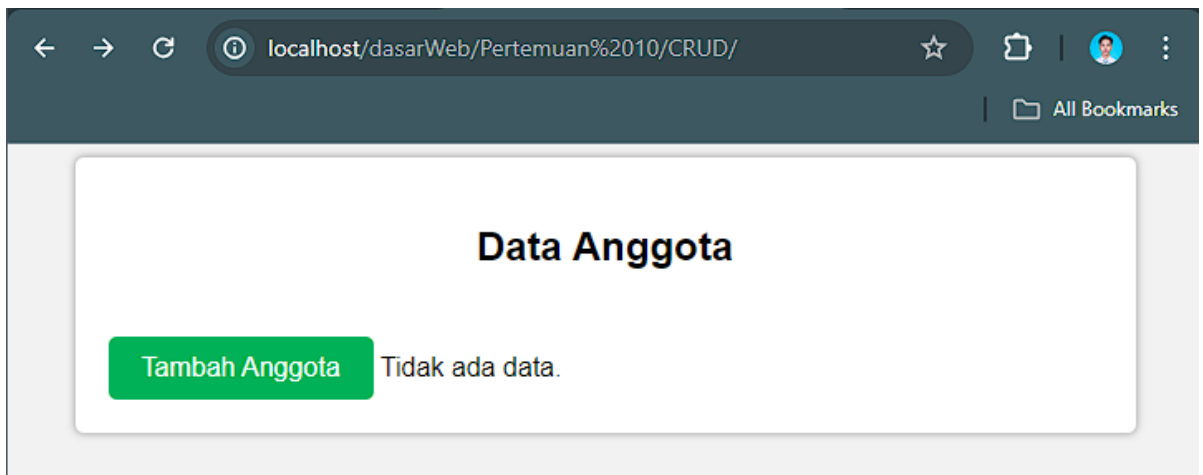 localhost/dasarWeb/Pertemuan%2010/CRUD/
All Bookmarks
Data Anggota
Tambah Anggota Tidak ada data.